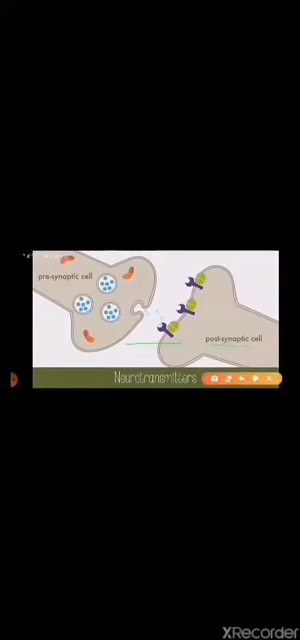 pre-synaptic cell
post-synaptic cell
Neurotransmitters
XRecorder